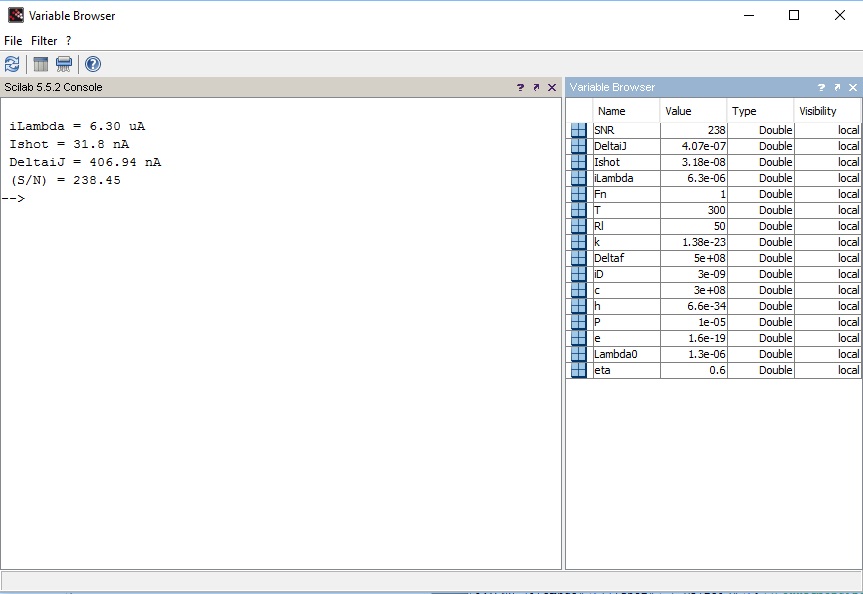 Variable Browser
File Filter ?
Scilab 5.5.2 Console
iLambda = 6.30 uA
Ishot = 31.8 nA
DeltaiJ = 406.94 nA
(S/N) = 238.45
-->
Variable Browser
Name Value Type Visibility
SNR 238 Double local
DeltaiJ 4.07e-07 Double local
Ishot 3.18e-08 Double local
iLambda 6.3e-06 Double local
Fn 1 Double local
T 300 Double local
Rl 50 Double local
k 1.38e-23 Double local
Deltaf 5e+08 Double local
iD 3e-09 Double local
c 3e+08 Double local
h 6.6e-34 Double local
P 1e-05 Double local
e 1.6e-19 Double local
Lambda0 1.3e-06 Double local
eta 0.6 Double local